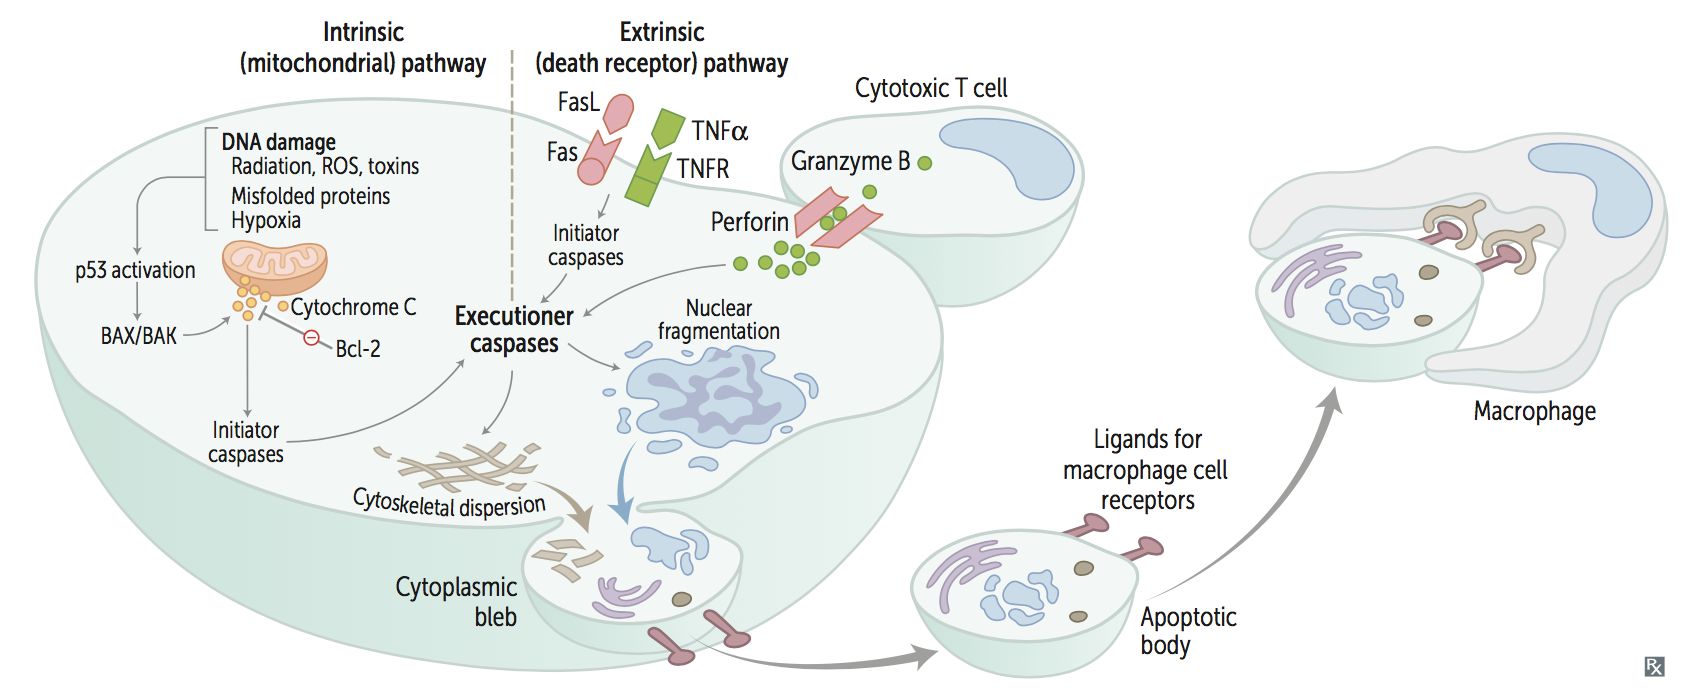 Intrinsic
(mitochondrial) pathway
Extrinsic
(death receptor) pathway
DNA damage
Radiation, ROS, toxins
Misfolded proteins
Hypoxia
p53 activation
BAX/BAK
Cytochrome C
Bcl-2
Initiator
caspases
FasL
Fas
TNFα
TNFR
Initiator
caspases
Cytotoxic T cell
Granzyme B
Perforin
Executioner
caspases
Nuclear
fragmentation
Cytoskeletal dispersion
Cytoplasmic
bleb
Ligands for
macrophage cell
receptors
Apoptotic
body
Macrophage
Rx